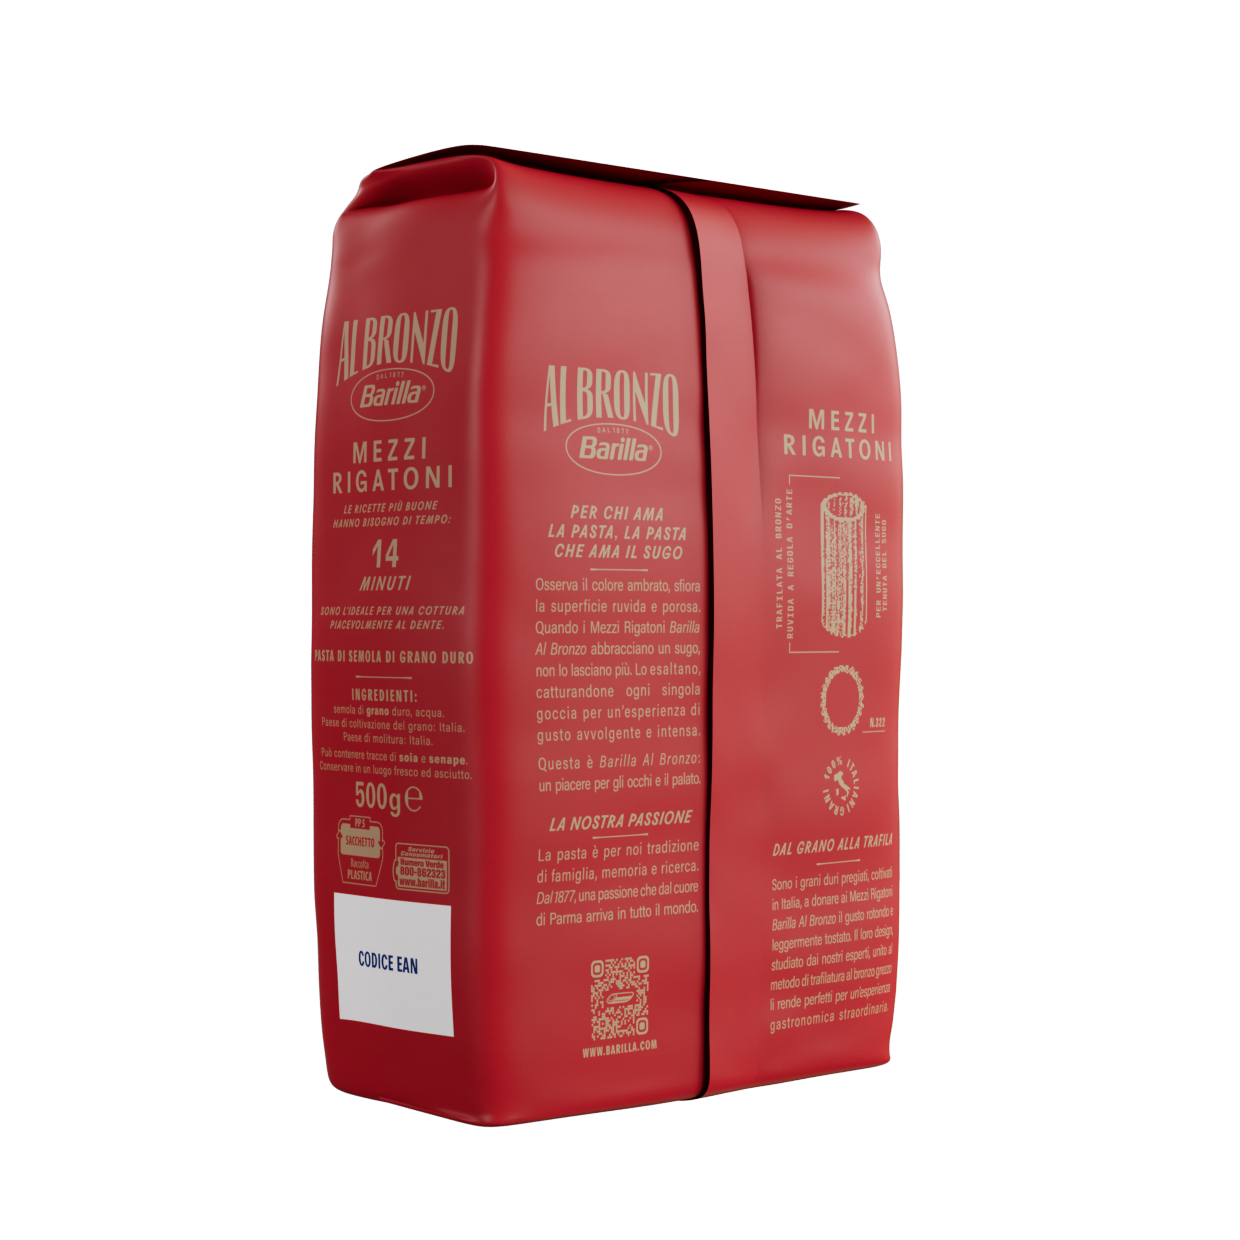 AL BRONZO
DAL 1877
Barilla®
MEZZI
RIGATONI
LE RICETTE PIÙ BUONE
HANNO BISOGNO DI TEMPO:
14
MINUTI
SONO L'IDEALE PER UNA COTTURA
PIACEVOLMENTE AL DENTE.
PASTA DI SEMOLA DI GRANO DURO
INGREDIENTI:
semola di grano duro, acqua.
Paese di coltivazione del grano: Italia.
Paese di molitura: Italia.
Può contenere tracce di soia e senape.
Conservare in un luogo fresco ed asciutto.
500g℮
PP 5
SACCHETTO
Raccolta
PLASTICA
Servizio
Consumatori
Numero Verde
800-862323
www.barilla.it
CODICE EAN
AL BRONZO
DAL 1877
Barilla®
PER CHI AMA
LA PASTA, LA PASTA
CHE AMA IL SUGO
Osserva il colore ambrato, sfiora
la superficie ruvida e porosa.
Quando i Mezzi Rigatoni Barilla
Al Bronzo abbracciano un sugo,
non lo lasciano più. Lo esaltano,
catturandone ogni singola
goccia per un'esperienza di
gusto avvolgente e intensa.
Questa è Barilla Al Bronzo:
un piacere per gli occhi e il palato.
LA NOSTRA PASSIONE
La pasta è per noi tradizione
di famiglia, memoria e ricerca.
Dal 1877, una passione che dal cuore
di Parma arriva in tutto il mondo.
WWW.BARILLA.COM
MEZZI
RIGATONI
TRAFILATA AL BRONZO
RUVIDA A REGOLA D'ARTE
PER UN'ECCELLENTE
TENUTA DEL SUGO
N.322
100% ITALIANI GRANI
DAL GRANO ALLA TRAFILA
Sono i grani duri pregiati, coltivati
in Italia, a donare ai Mezzi Rigatoni
Barilla Al Bronzo il gusto rotondo e
leggermente tostato. Il loro design,
studiato dai nostri esperti, unito al
metodo di trafilatura al bronzo grezzo
li rende perfetti per un'esperienza
gastronomica straordinaria.